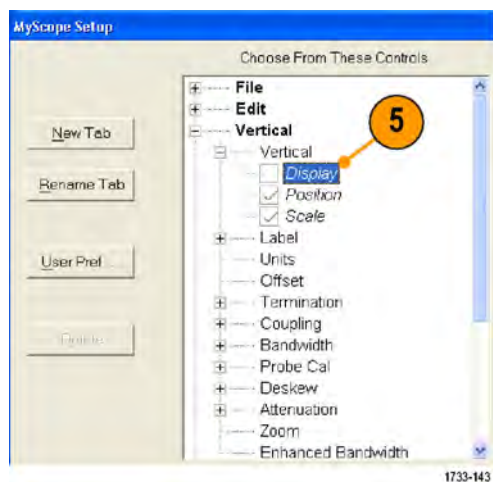 MyScope Setup
Choose From These Controls
File
Edit
5
Vertical
New Tab
Vertical
Display
Rename Tab
Position
Scale
Label
User Pref...
Units
Offset
Termination
Delete
Coupling
Bandwidth
Probe Cal
Deskew
Attenuation
Zoom
Enhanced Bandwidth
1733-143